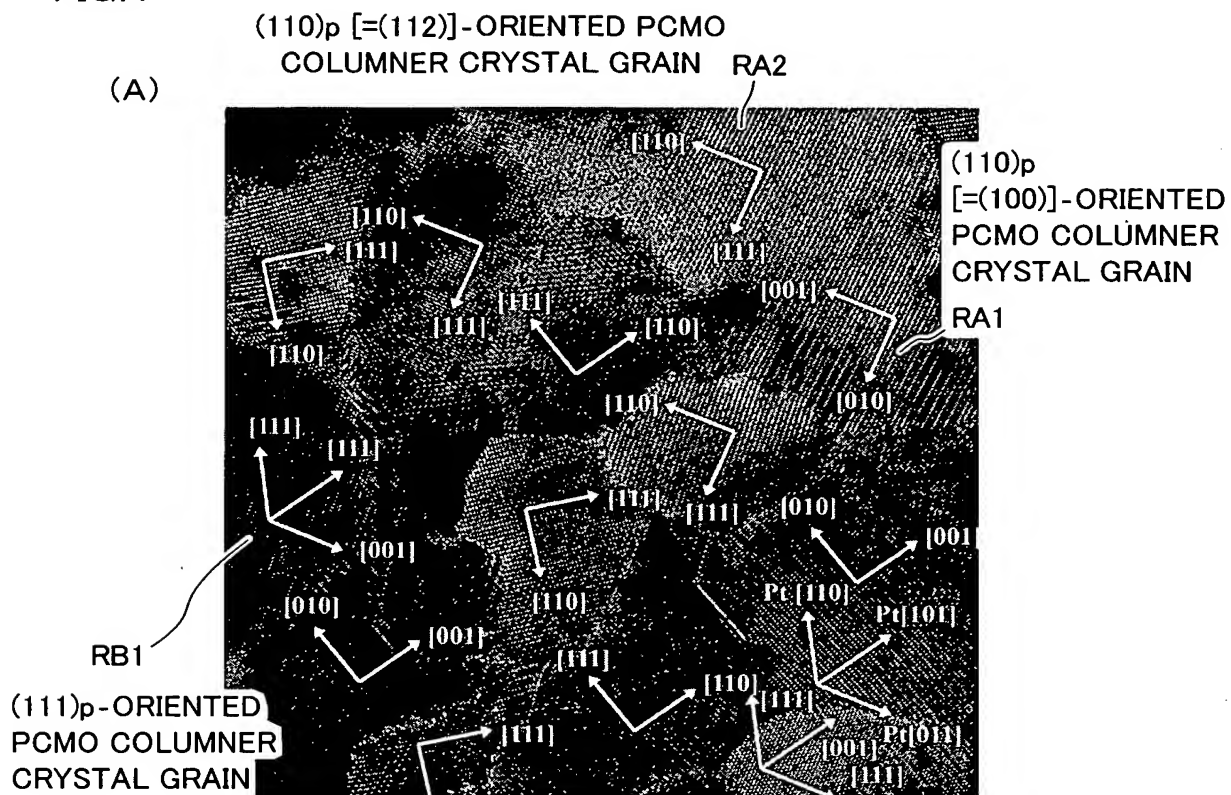 (110)p [=(112)]-ORIENTED PCMO
COLUMNER CRYSTAL GRAIN
RA2
(A)
[110]
(110)p
[=(100)]-ORIENTED
PCMO COLUMNER
CRYSTAL GRAIN
[110]
[111]
[111]
[001]
[111]
[111]
[110]
RA1
[110]
[010]
[110]
[111]
[111]
[111]
[111]
[010]
[001]
[001]
[110]
Pt[110]
Pt[101]
[010]
[001]
RB1
[111]
[110]
[111]
(111)p-ORIENTED
PCMO COLUMNER
CRYSTAL GRAIN
[111]
Pt[011]
[001]
[111]